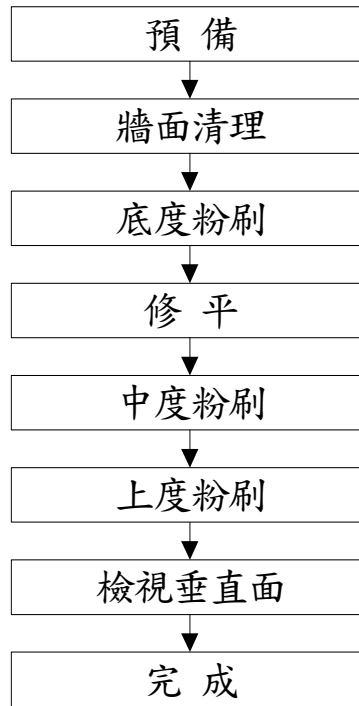 預 備
牆面清理
底度粉刷
修 平
中度粉刷
上度粉刷
檢視垂直面
完 成